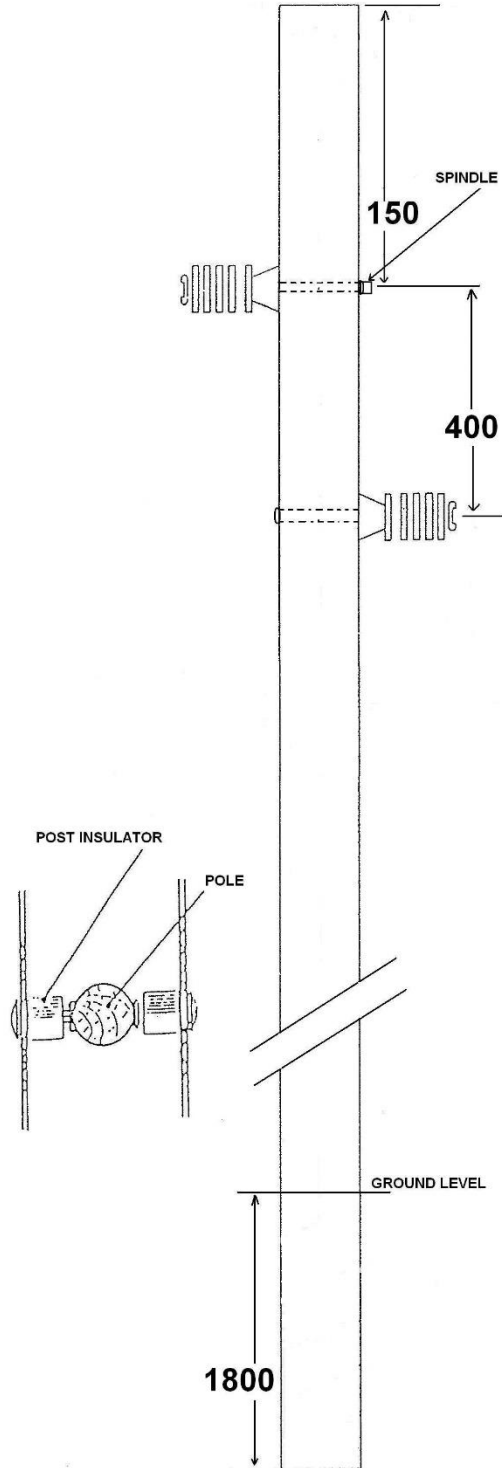 SPINDLE
150
400
POST INSULATOR
POLE
GROUND LEVEL
1800